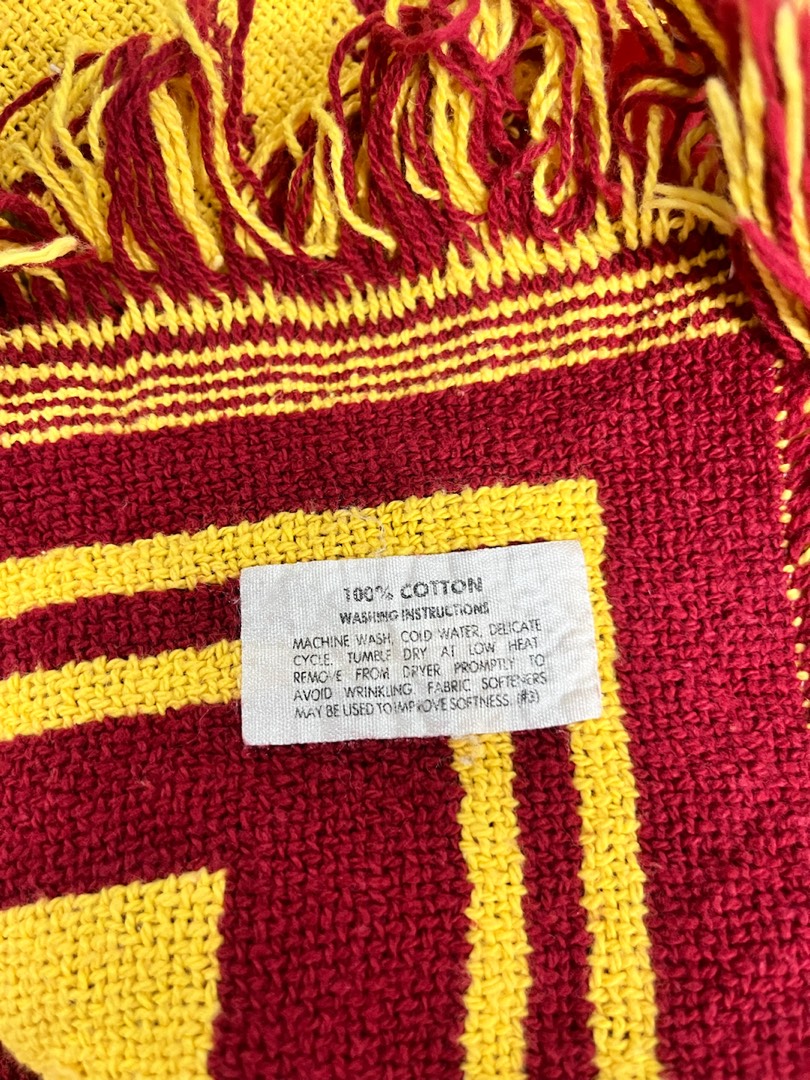 100% COTTON
WASHING INSTRUCTIONS
MACHINE WASH, COLD WATER, DELICATE
CYCLE. TUMBLE DRY AT LOW HEAT
REMOVE FROM DRYER PROMPTLY TO
AVOID WRINKLING. FABRIC SOFTENERS
MAY BE USED TO IMPROVE SOFTNESS. (#3)